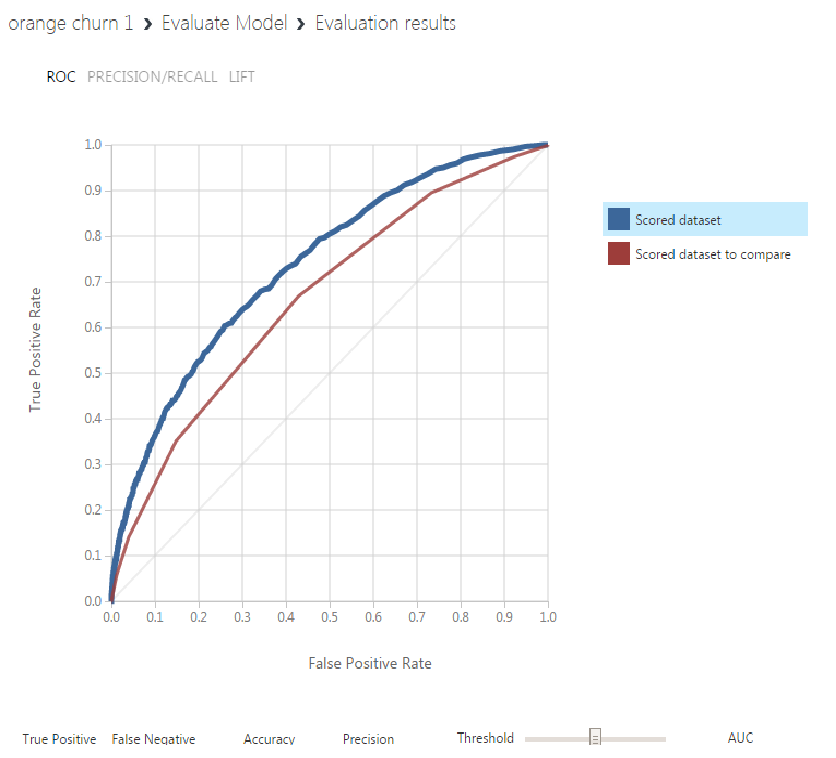 orange churn 1 › Evaluate Model › Evaluation results
ROC PRECISION/RECALL LIFT
1.0
0.9
0.8
0.7
0.6
0.5
0.4
0.3
0.2
0.1
0.0
True Positive Rate
0.0 0.1 0.2 0.3 0.4 0.5 0.6 0.7 0.8 0.9 1.0
False Positive Rate
Scored dataset
Scored dataset to compare
True Positive False Negative Accuracy Precision Threshold AUC